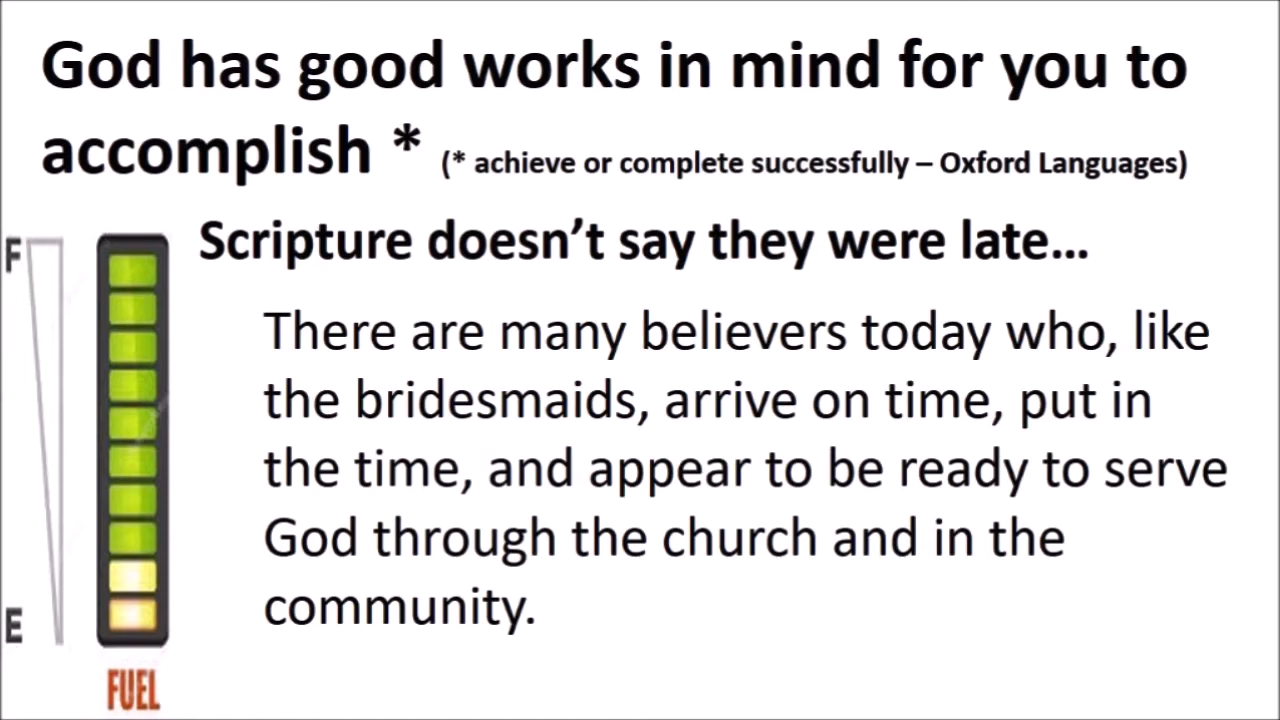 God has good works in mind for you to
accomplish * (* achieve or complete successfully – Oxford Languages)
Scripture doesn’t say they were late…
There are many believers today who, like
the bridesmaids, arrive on time, put in
the time, and appear to be ready to serve
God through the church and in the
community.
F
E
FUEL